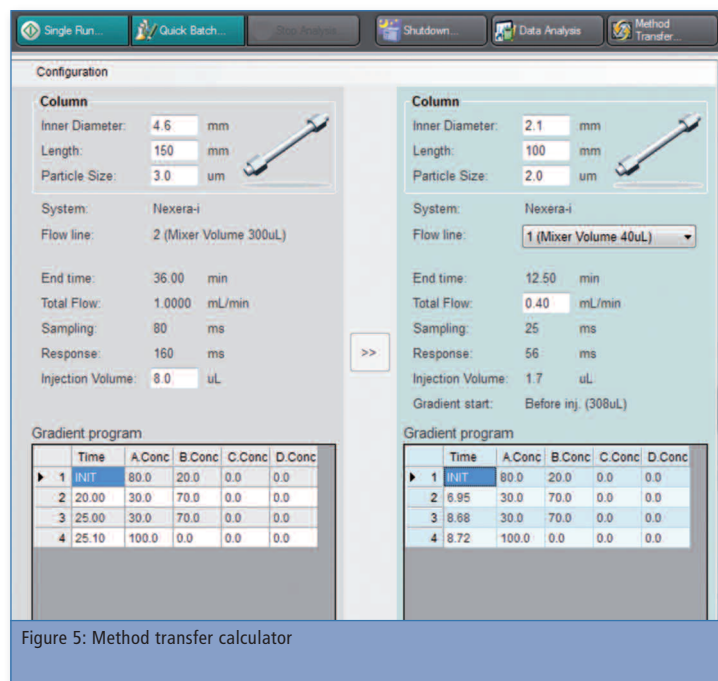 Single Run... Quick Batch... Stop Analysis Shutdown... Data Analysis Method Transfer...
Configuration
Column
Inner Diameter: 4.6 mm
Length: 150 mm
Particle Size: 3.0 um
System: Nexera-i
Flow line: 2 (Mixer Volume 300uL)
End time: 36.00 min
Total Flow: 1.0000 mL/min
Sampling: 80 ms
Response: 160 ms
Injection Volume: 8.0 uL
Gradient program
Time A.Conc B.Conc C.Conc D.Conc
1 INIT 80.0 20.0 0.0 0.0
2 20.00 30.0 70.0 0.0 0.0
3 25.00 30.0 70.0 0.0 0.0
4 25.10 100.0 0.0 0.0 0.0
>>
Column
Inner Diameter: 2.1 mm
Length: 100 mm
Particle Size: 2.0 um
System: Nexera-i
Flow line: 1 (Mixer Volume 40uL)
End time: 12.50 min
Total Flow: 0.40 mL/min
Sampling: 25 ms
Response: 56 ms
Injection Volume: 1.7 uL
Gradient start: Before inj. (308uL)
Gradient program
Time A.Conc B.Conc C.Conc D.Conc
1 INIT 80.0 20.0 0.0 0.0
2 6.95 30.0 70.0 0.0 0.0
3 8.68 30.0 70.0 0.0 0.0
4 8.72 100.0 0.0 0.0 0.0
Figure 5: Method transfer calculator